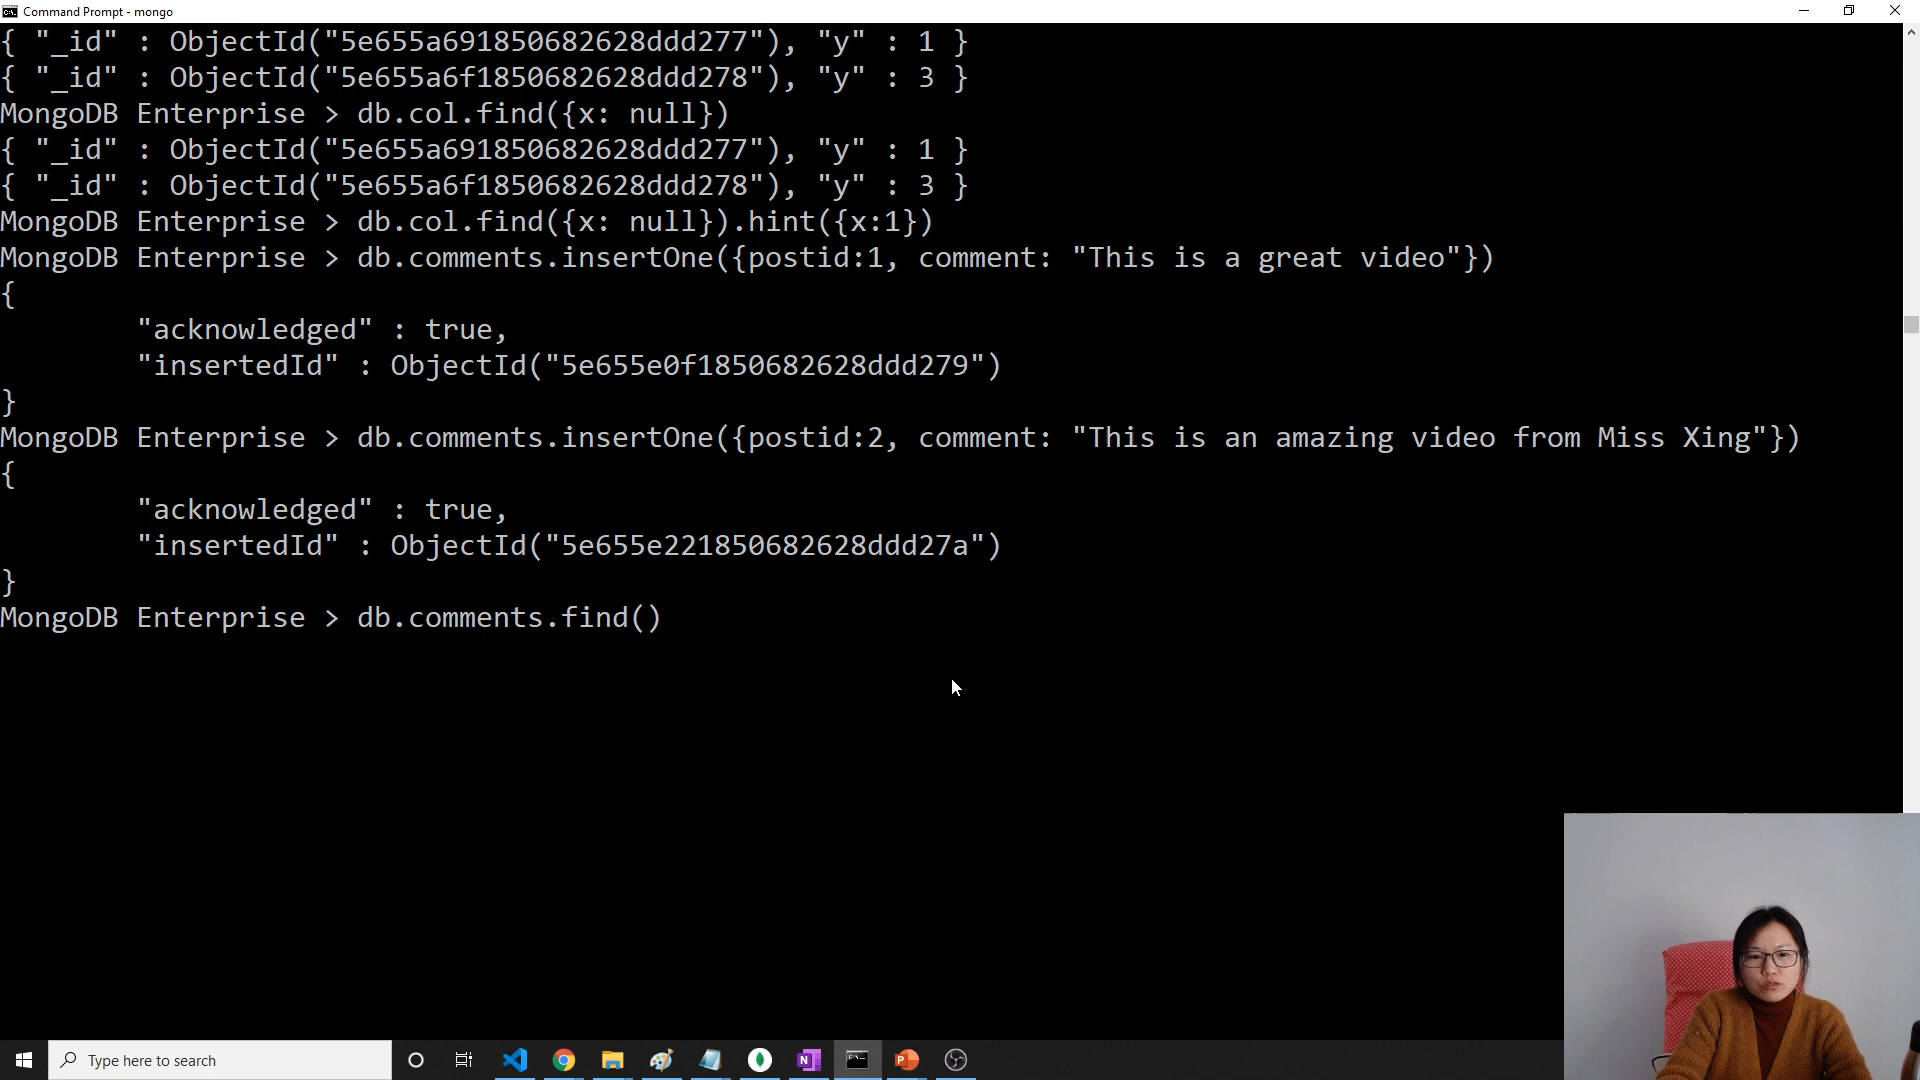 Command Prompt - mongo
{ "_id" : ObjectId("5e655a691850682628ddd277"), "y" : 1 }
{ "_id" : ObjectId("5e655a6f1850682628ddd278"), "y" : 3 }
MongoDB Enterprise > db.col.find({x: null})
{ "_id" : ObjectId("5e655a691850682628ddd277"), "y" : 1 }
{ "_id" : ObjectId("5e655a6f1850682628ddd278"), "y" : 3 }
MongoDB Enterprise > db.col.find({x: null}).hint({x:1})
MongoDB Enterprise > db.comments.insertOne({postid:1, comment: "This is a great video"})
{
"acknowledged" : true,
"insertedId" : ObjectId("5e655e0f1850682628ddd279")
}
MongoDB Enterprise > db.comments.insertOne({postid:2, comment: "This is an amazing video from Miss Xing"})
{
"acknowledged" : true,
"insertedId" : ObjectId("5e655e221850682628ddd27a")
}
MongoDB Enterprise > db.comments.find()
Type here to search